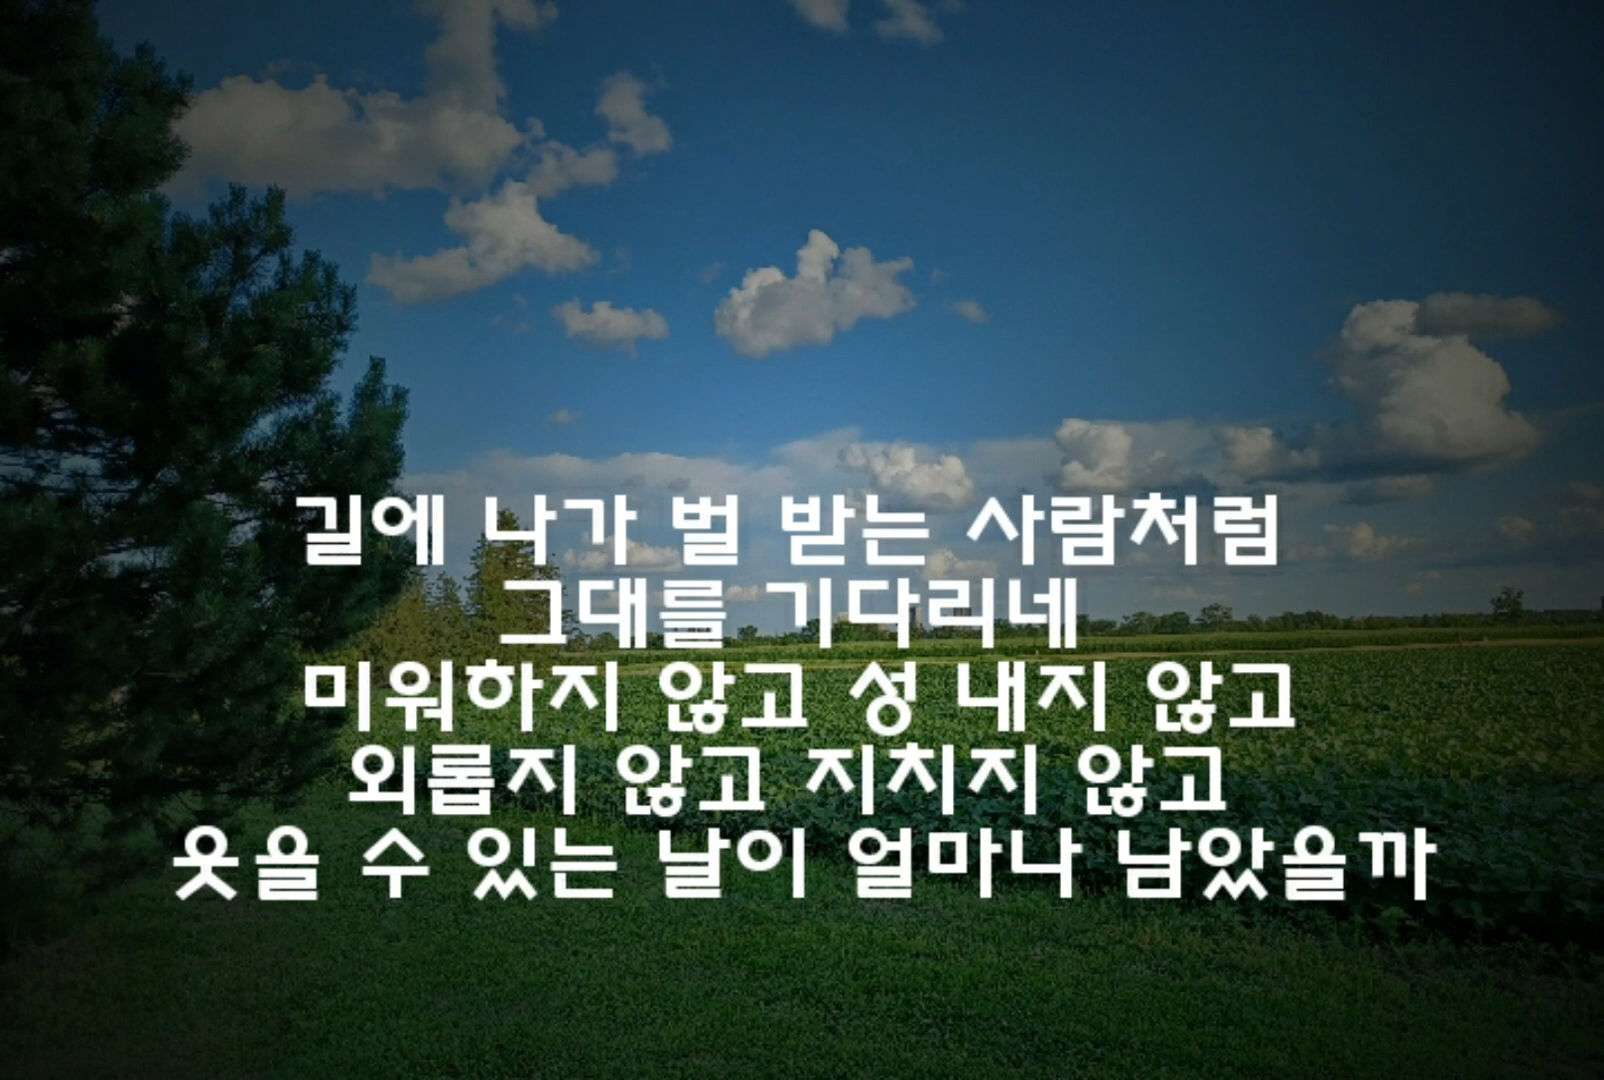 길에 나가 벌 받는 사람처럼
그대를 기다리네
미워하지 않고 성 내지 않고
외롭지 않고 지치지 않고
웃을 수 있는 날이 얼마나 남았을까